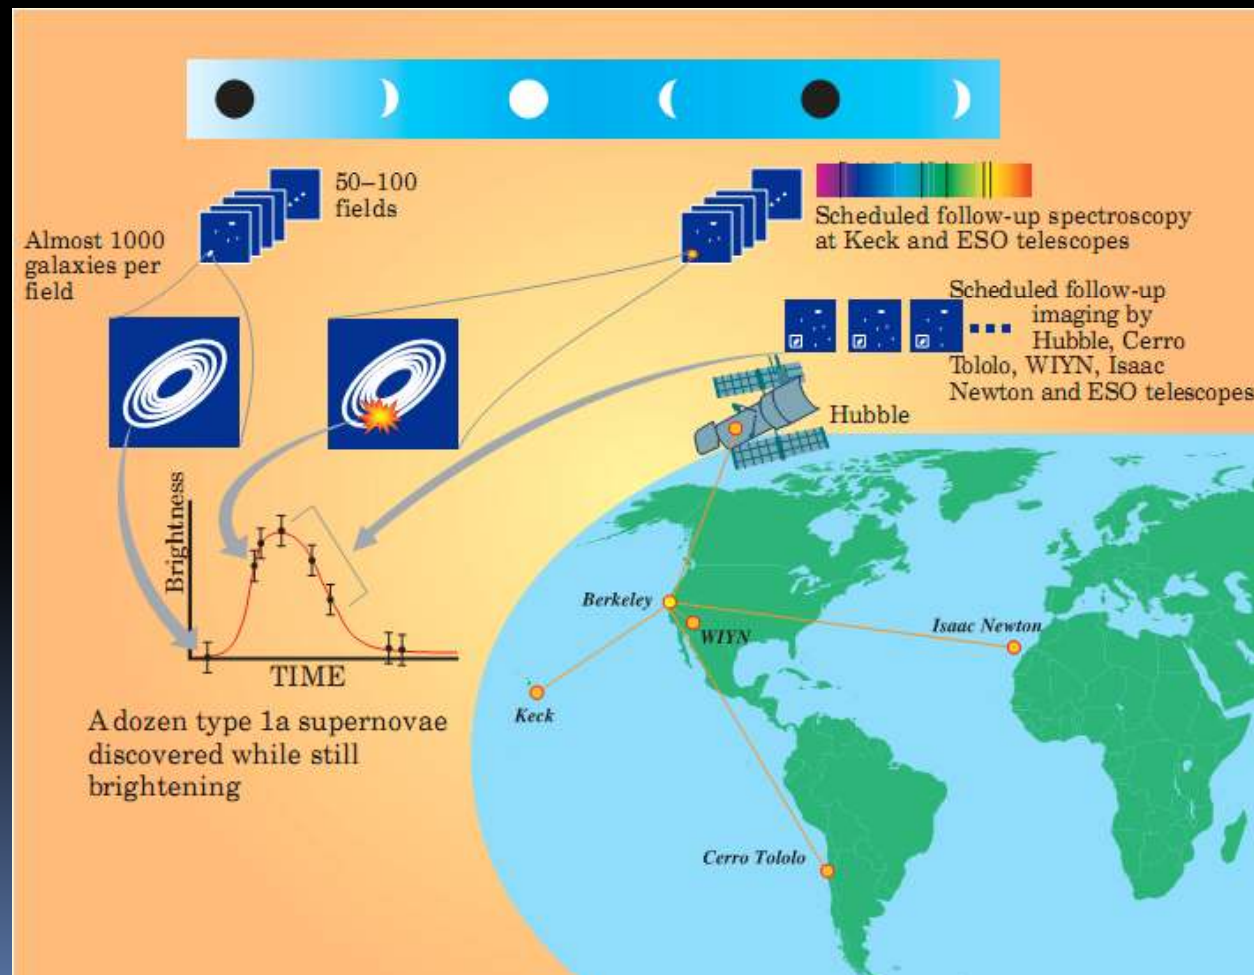 50–100
fields
Almost 1000
galaxies per
field
Scheduled follow-up spectroscopy
at Keck and ESO telescopes
Scheduled follow-up
imaging by
Hubble, Cerro
Tololo, WIYN, Isaac
Newton and ESO telescopes
Hubble
Brightness
TIME
A dozen type 1a supernovae
discovered while still
brightening
Berkeley
WIYN
Isaac Newton
Keck
Cerro Tololo